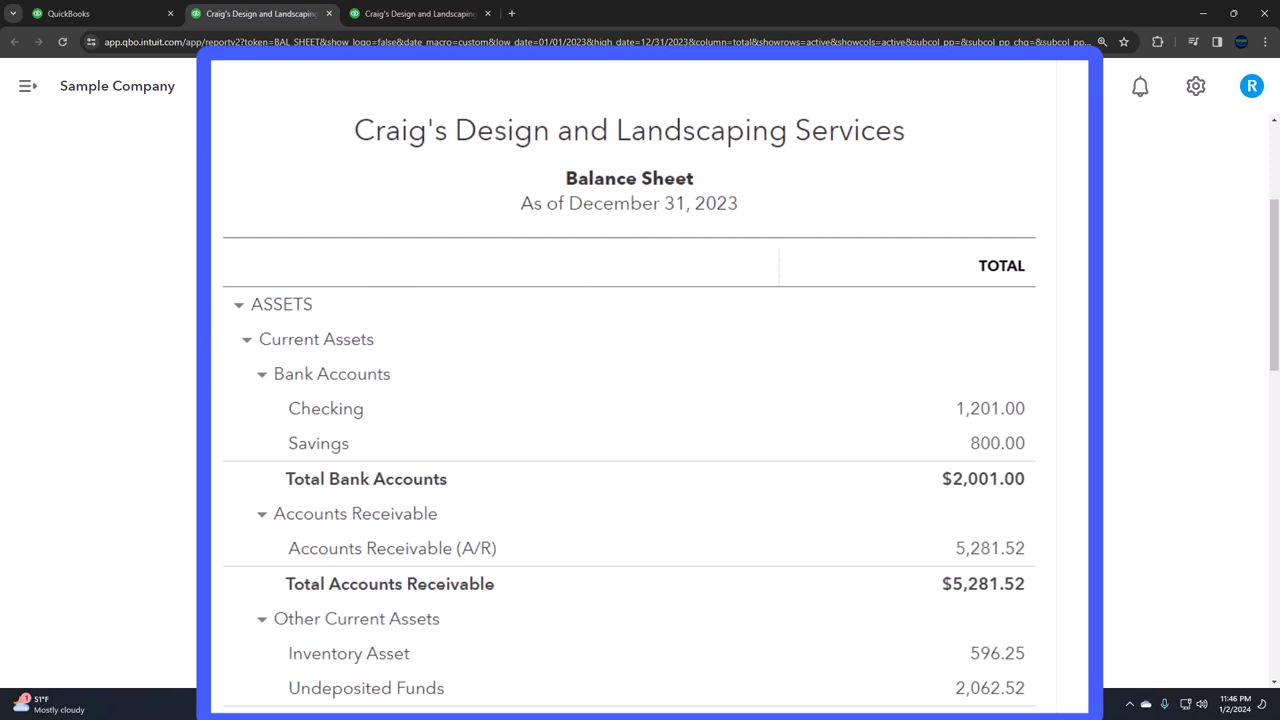 QuickBooks
Craig's Design and Landscaping
Craig's Design and Landscaping
app.qbo.intuit.com/app/reportv2?token=BAL_SHEET&show_logo=false&date_macro=custom&low_date=01/01/2023&high_date=12/31/2023&column=total&showrows=active&showcols=active&subcol_pp=&subcol_pp_chg=&subcol_pp...
Sample Company
R
Craig's Design and Landscaping Services
Balance Sheet
As of December 31, 2023
TOTAL
ASSETS
Current Assets
Bank Accounts
Checking 1,201.00
Savings 800.00
Total Bank Accounts $2,001.00
Accounts Receivable
Accounts Receivable (A/R) 5,281.52
Total Accounts Receivable $5,281.52
Other Current Assets
Inventory Asset 596.25
Undeposited Funds 2,062.52
1
51°F
Mostly cloudy
11:46 PM
1/2/2024